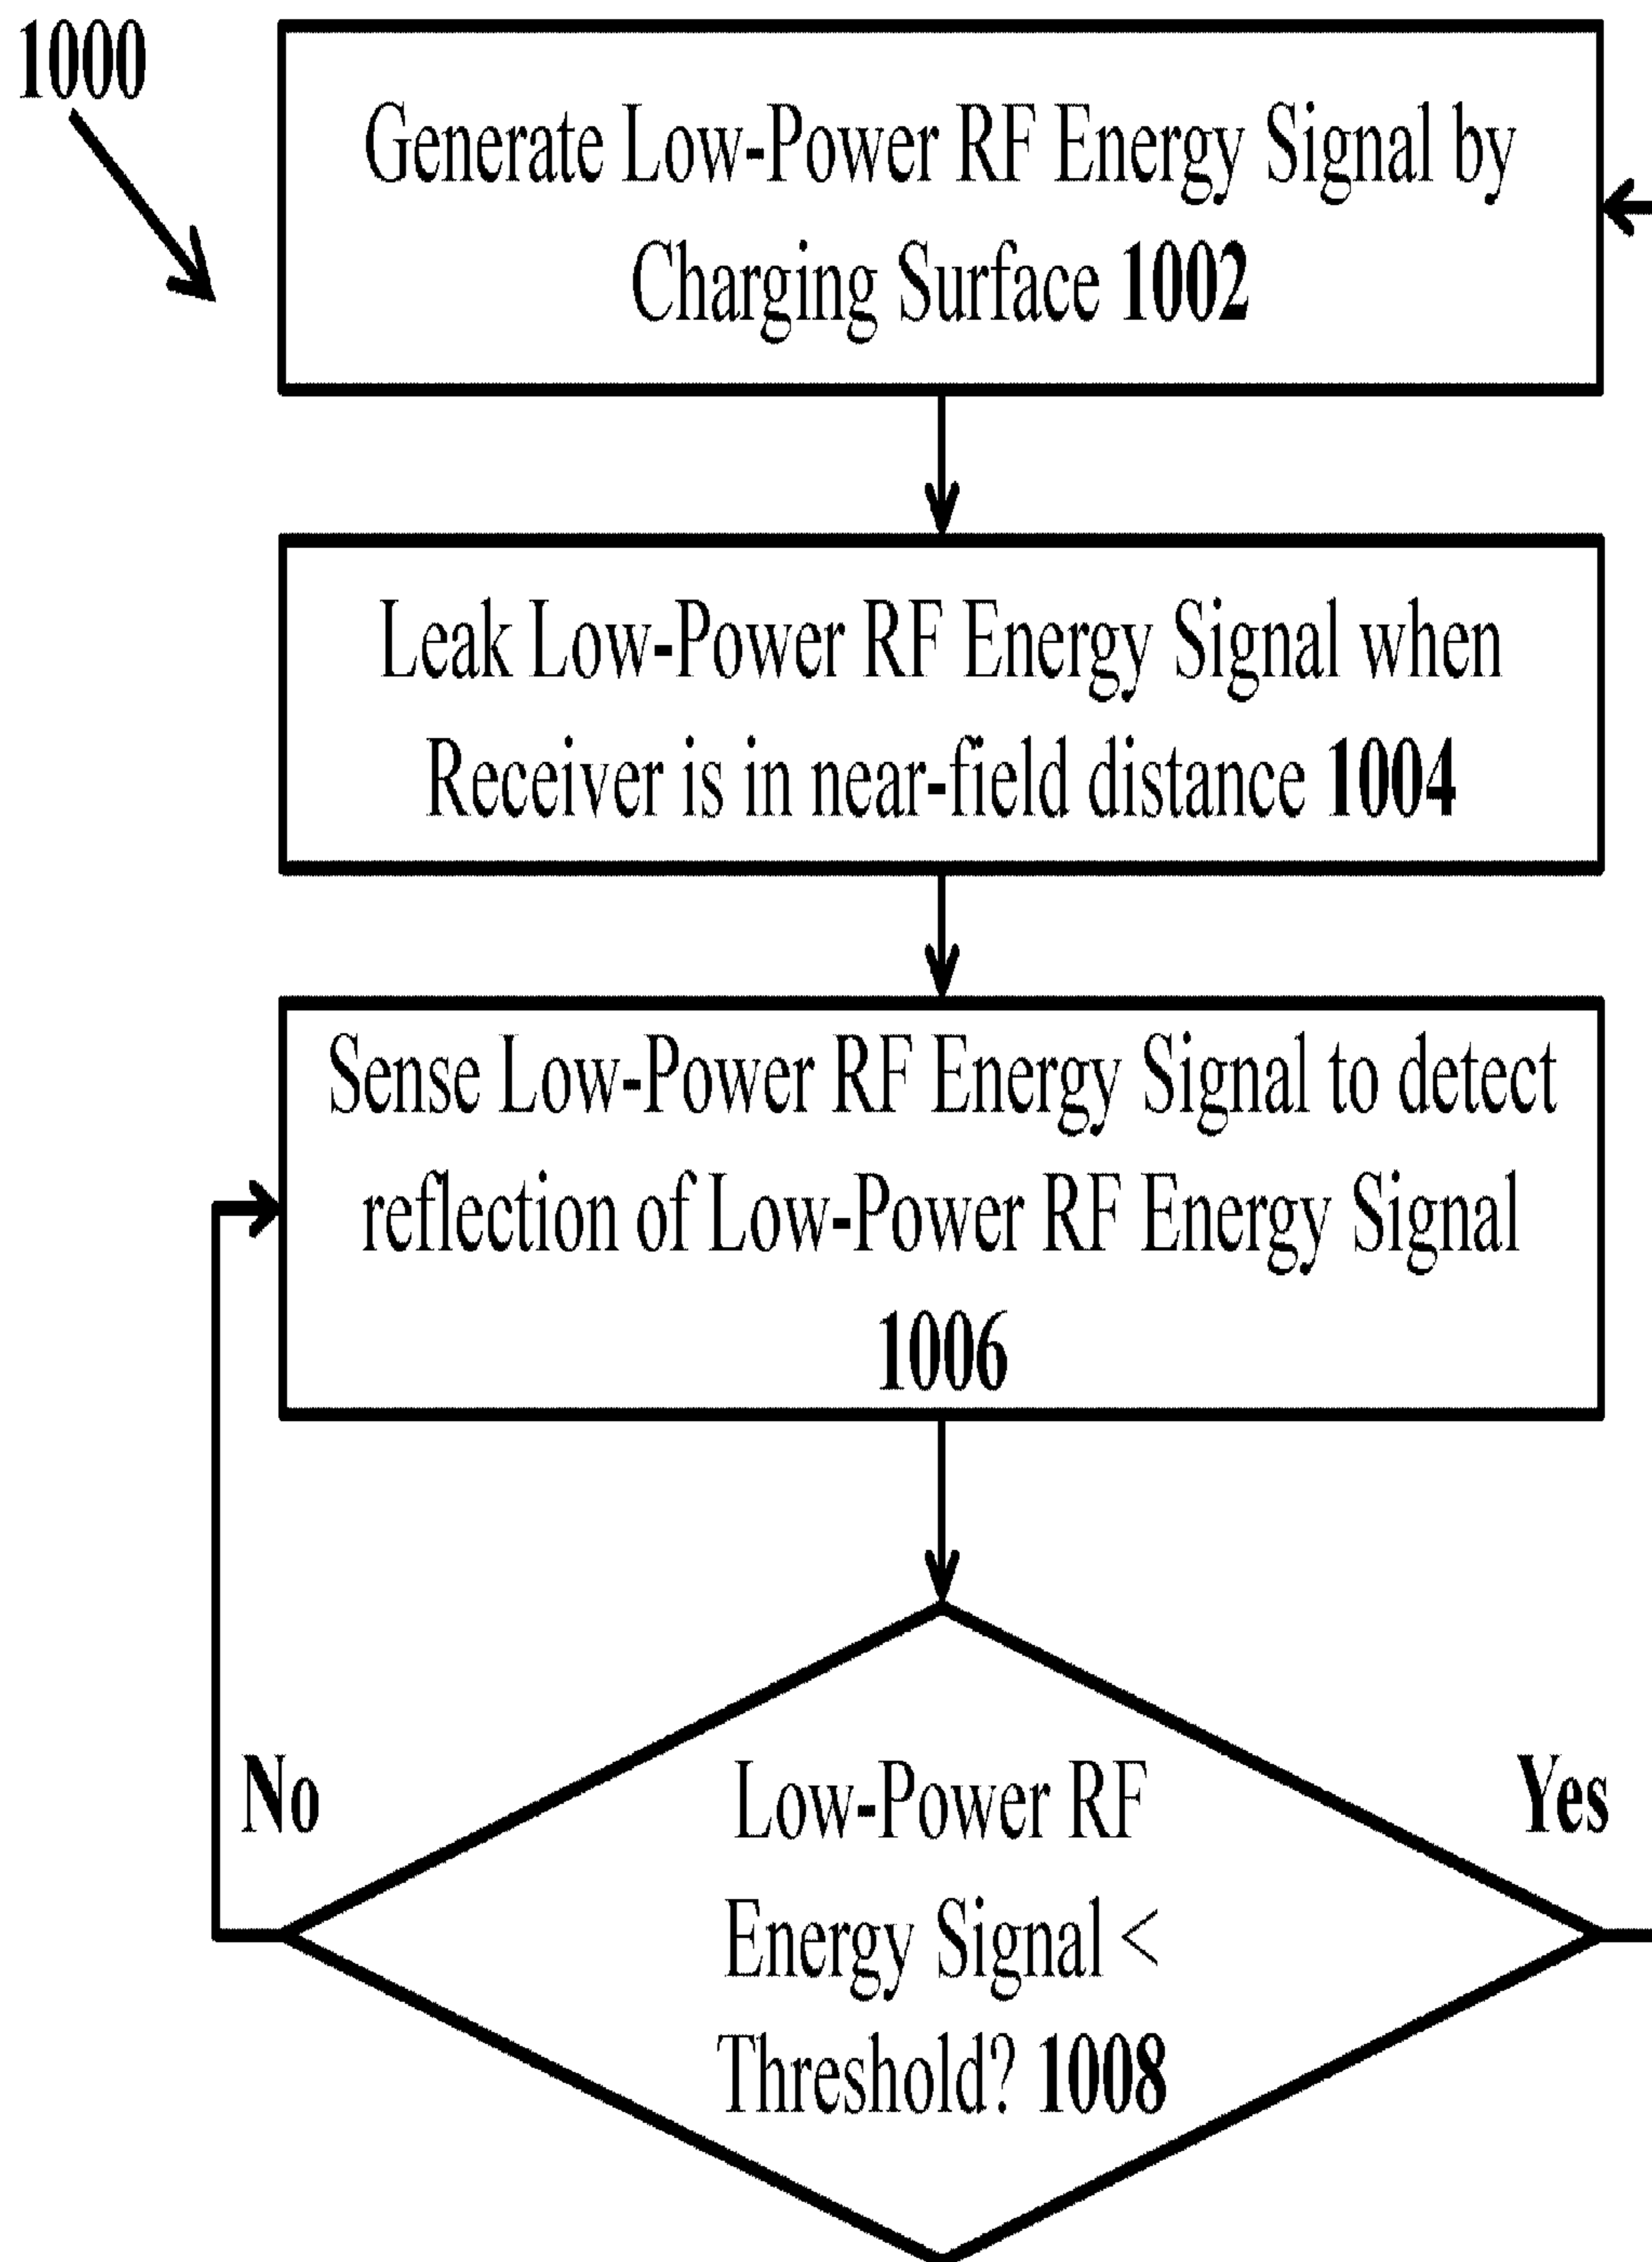 1000
Generate Low-Power RF Energy Signal by
Charging Surface 1002
Leak Low-Power RF Energy Signal when
Receiver is in near-field distance 1004
Sense Low-Power RF Energy Signal to detect
reflection of Low-Power RF Energy Signal
1006
No
Yes
Low-Power RF
Energy Signal <
Threshold? 1008